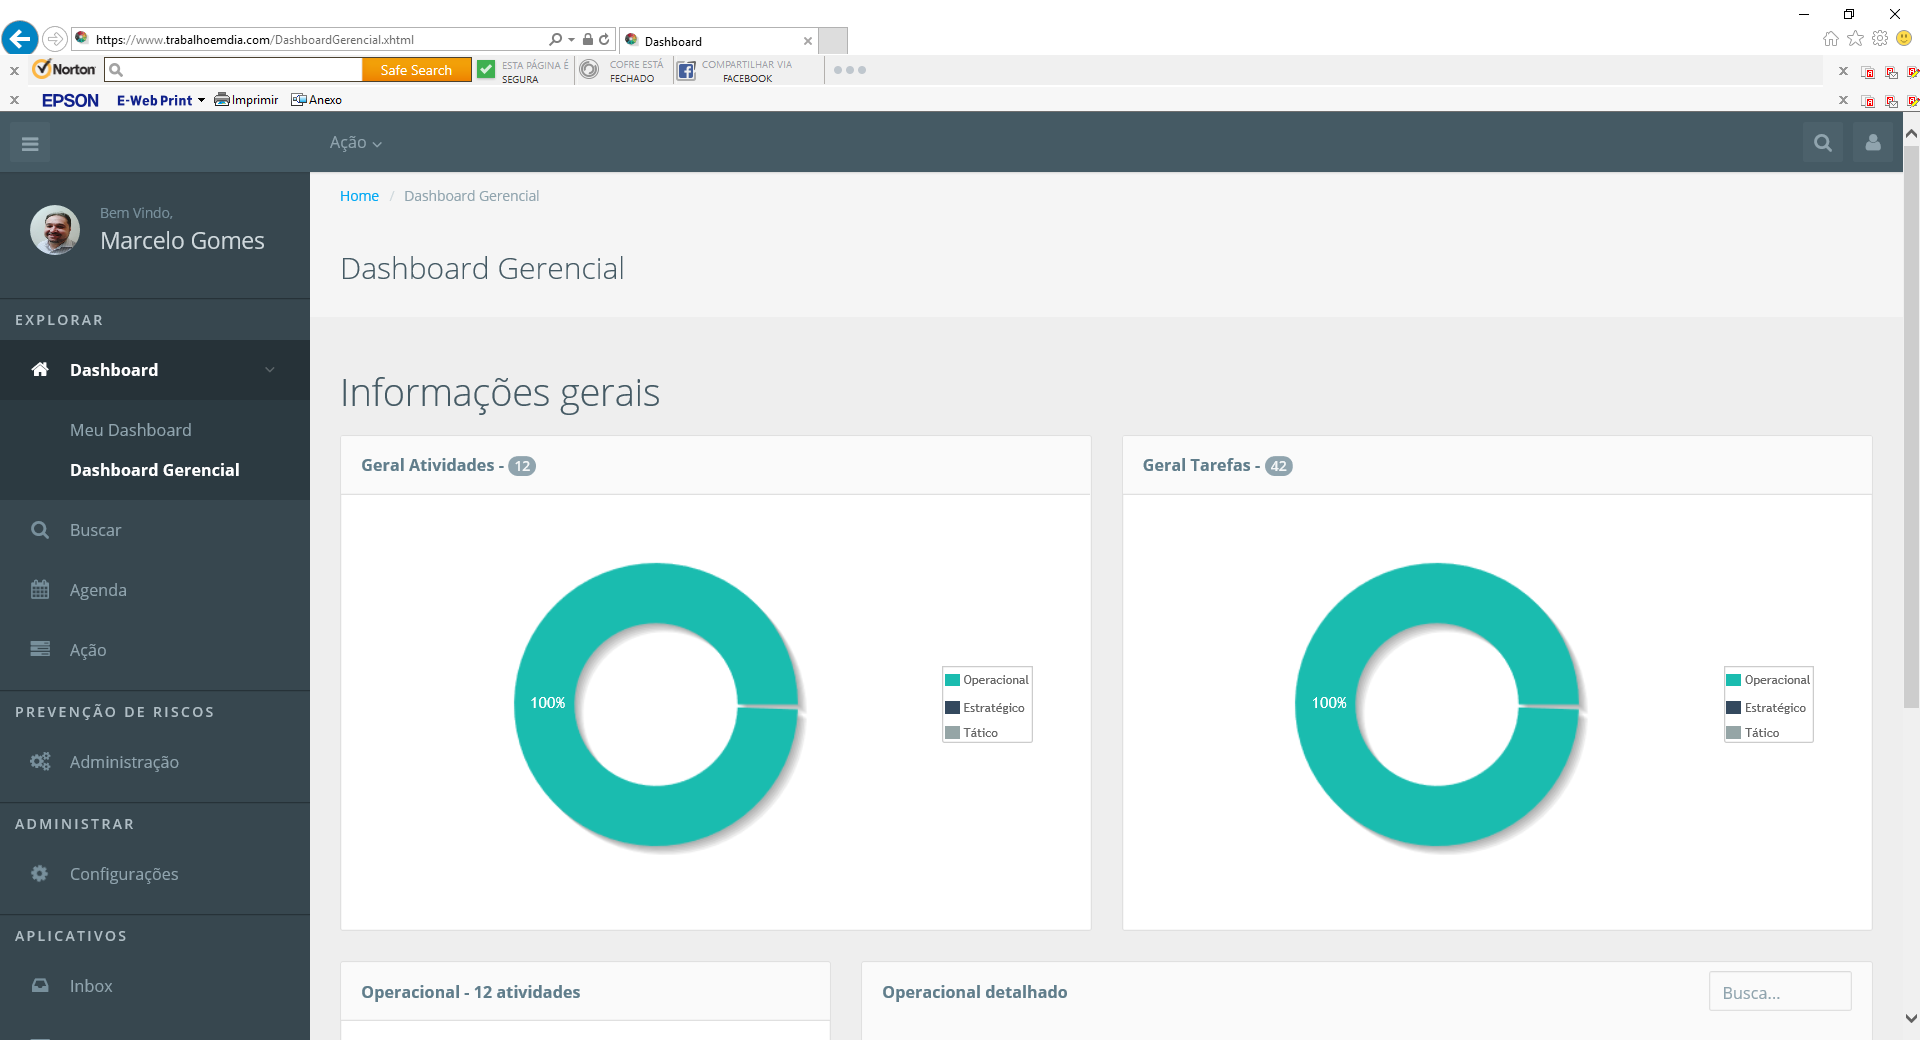 https://www.trabalhoemdia.com/DashboardGerencial.xhtml
Dashboard
Norton
Safe Search
ESTA PÁGINA É
SEGURA
COFRE ESTÁ
FECHADO
COMPARTILHAR VIA
FACEBOOK
EPSON
E-Web Print
Imprimir
Anexo
Ação
Bem Vindo,
Marcelo Gomes
EXPLORAR
Dashboard
Meu Dashboard
Dashboard Gerencial
Buscar
Agenda
Ação
PREVENÇÃO DE RISCOS
Administração
ADMINISTRAR
Configurações
APLICATIVOS
Inbox
Home / Dashboard Gerencial
Dashboard Gerencial
Informações gerais
Geral Atividades - 12
100%
Operacional
Estratégico
Tático
Geral Tarefas - 42
100%
Operacional
Estratégico
Tático
Operacional - 12 atividades
Operacional detalhado
Busca...